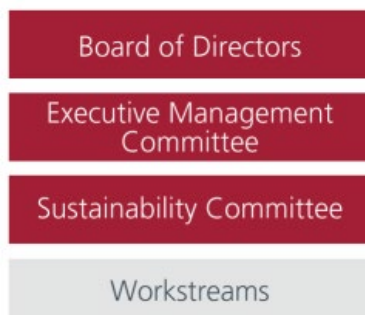 Board of Directors
Executive Management
Committee
Sustainability Committee
Workstreams